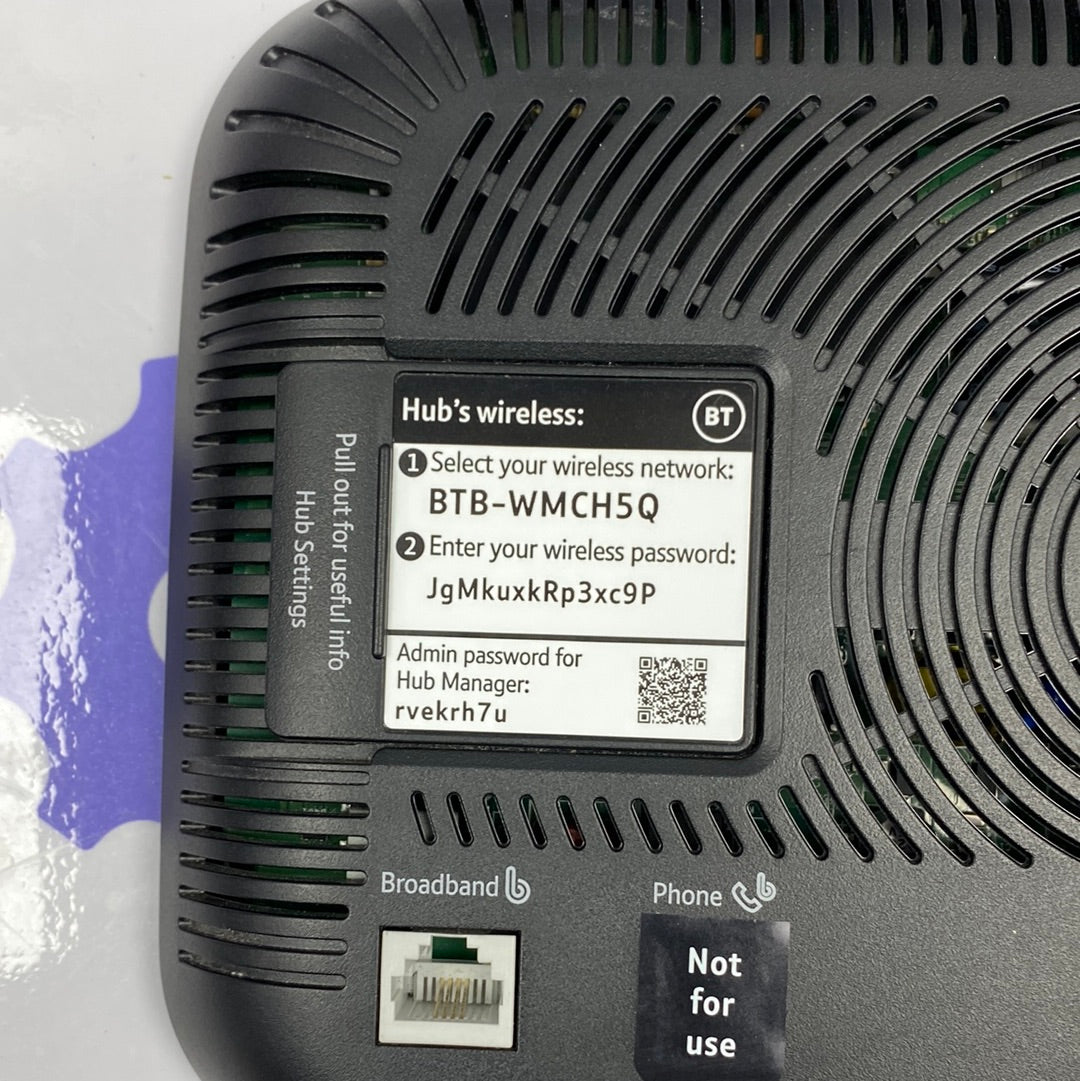 Hub's wireless:
BT
1 Select your wireless network:
BTB-WMCH5Q
2 Enter your wireless password:
JgMkuxkRp3xc9P
Admin password for
Hub Manager:
rvekrh7u
Pull out for useful info
Hub Settings
Broadband
Phone
Not
for
use